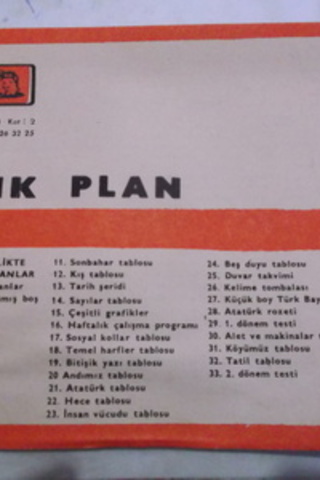 Kat: 2
26 32 25
IK PLAN
LİKTE
ANLAR
anlar
mış boş
11. Sonbahar tablosu
12. Kış tablosu
13. Tarih şeridi
14. Sayılar tablosu
15. Çeşitli grafikler
16. Haftalık çalışma programı
17. Sosyal kollar tablosu
18. Temel harfler tablosu
19. Bitişik yazı tablosu
20 Andımız tablosu
21. Atatürk tablosu
22. Hece tablosu
23. İnsan vücudu tablosu
24. Beş duyu tablosu
25. Duvar takvimi
26. Kelime tombalası
27. Küçük boy Türk Bay
28. Atatürk rozeti
29. 1. dönem testi
30. Alet ve makinalar t
31. Köyümüz tablosu
32. Tatil tablosu
33. 2. dönem testi